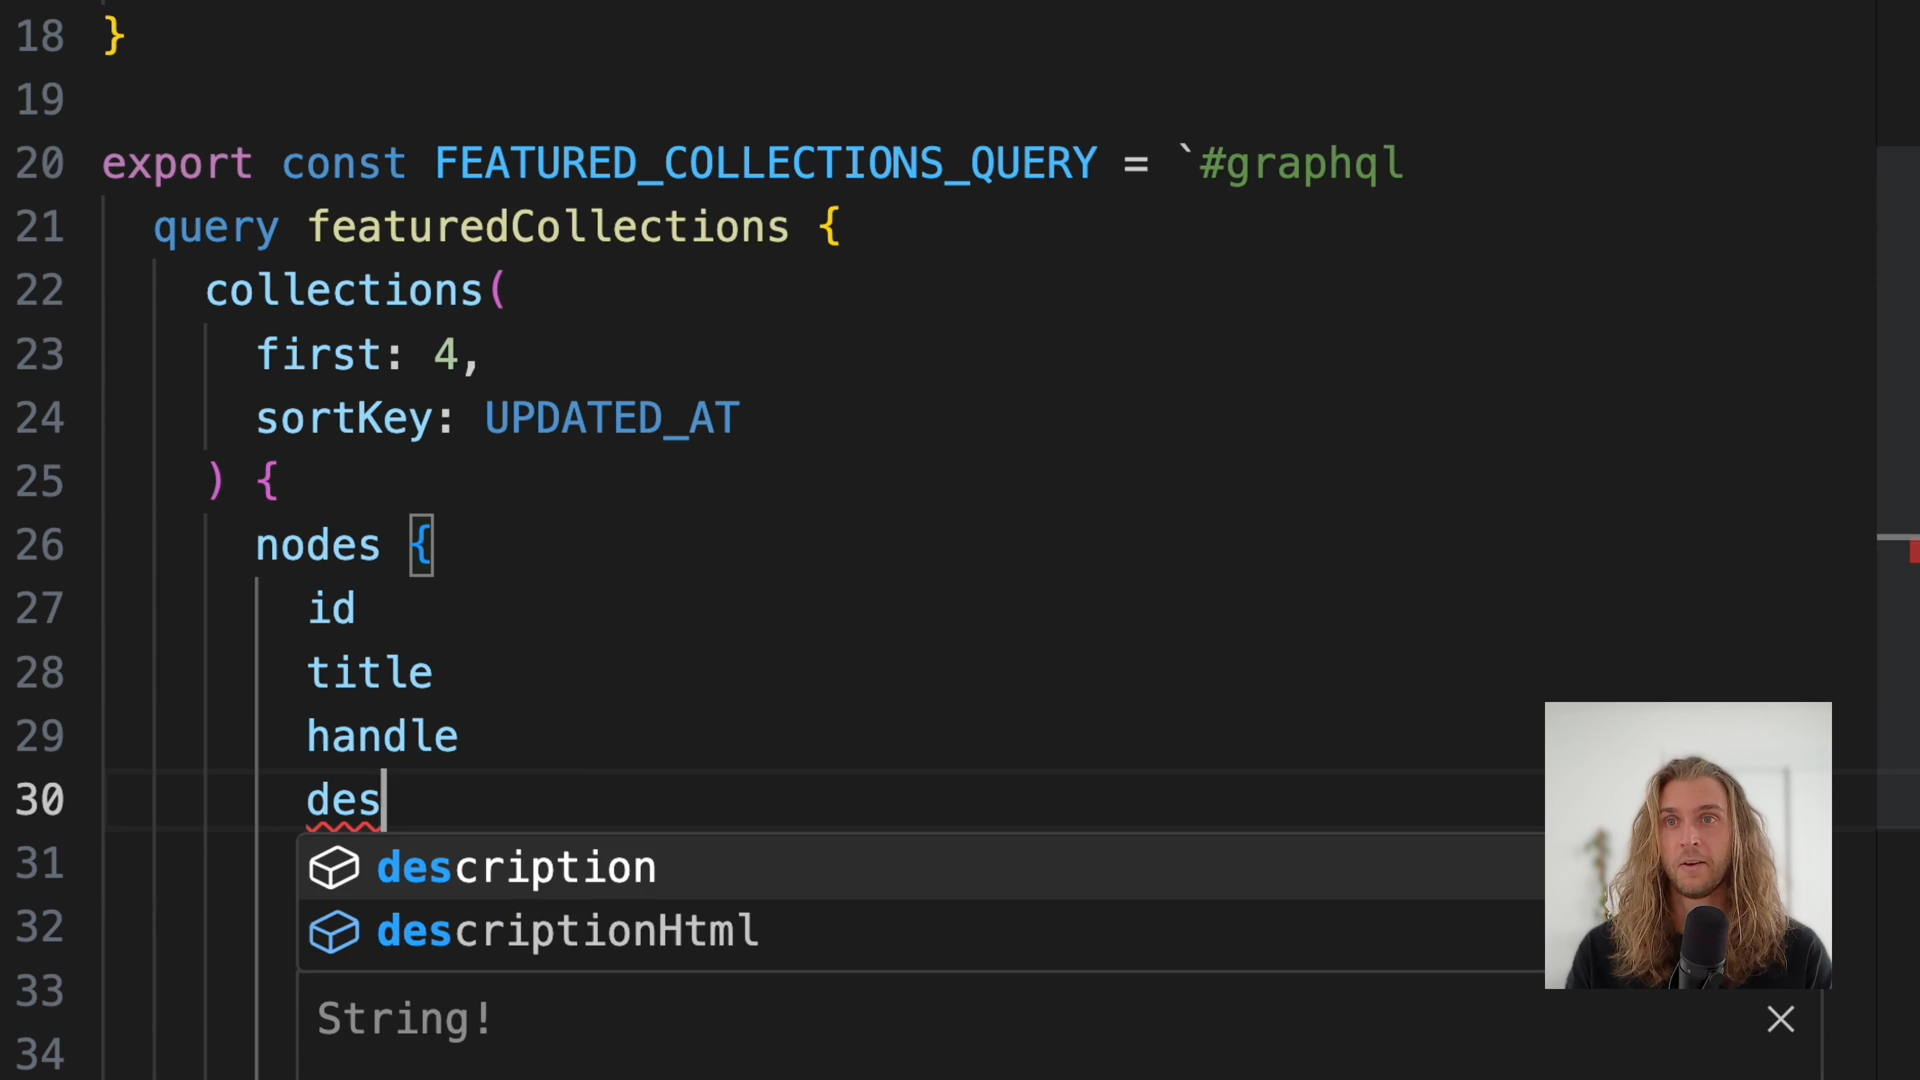 18 }
19
20 export const FEATURED_COLLECTIONS_QUERY = `#graphql
21 query featuredCollections {
22 collections(
23 first: 4,
24 sortKey: UPDATED_AT
25 ) {
26 nodes {
27 id
28 title
29 handle
30 des
31 description
32 descriptionHtml
33 String!
34